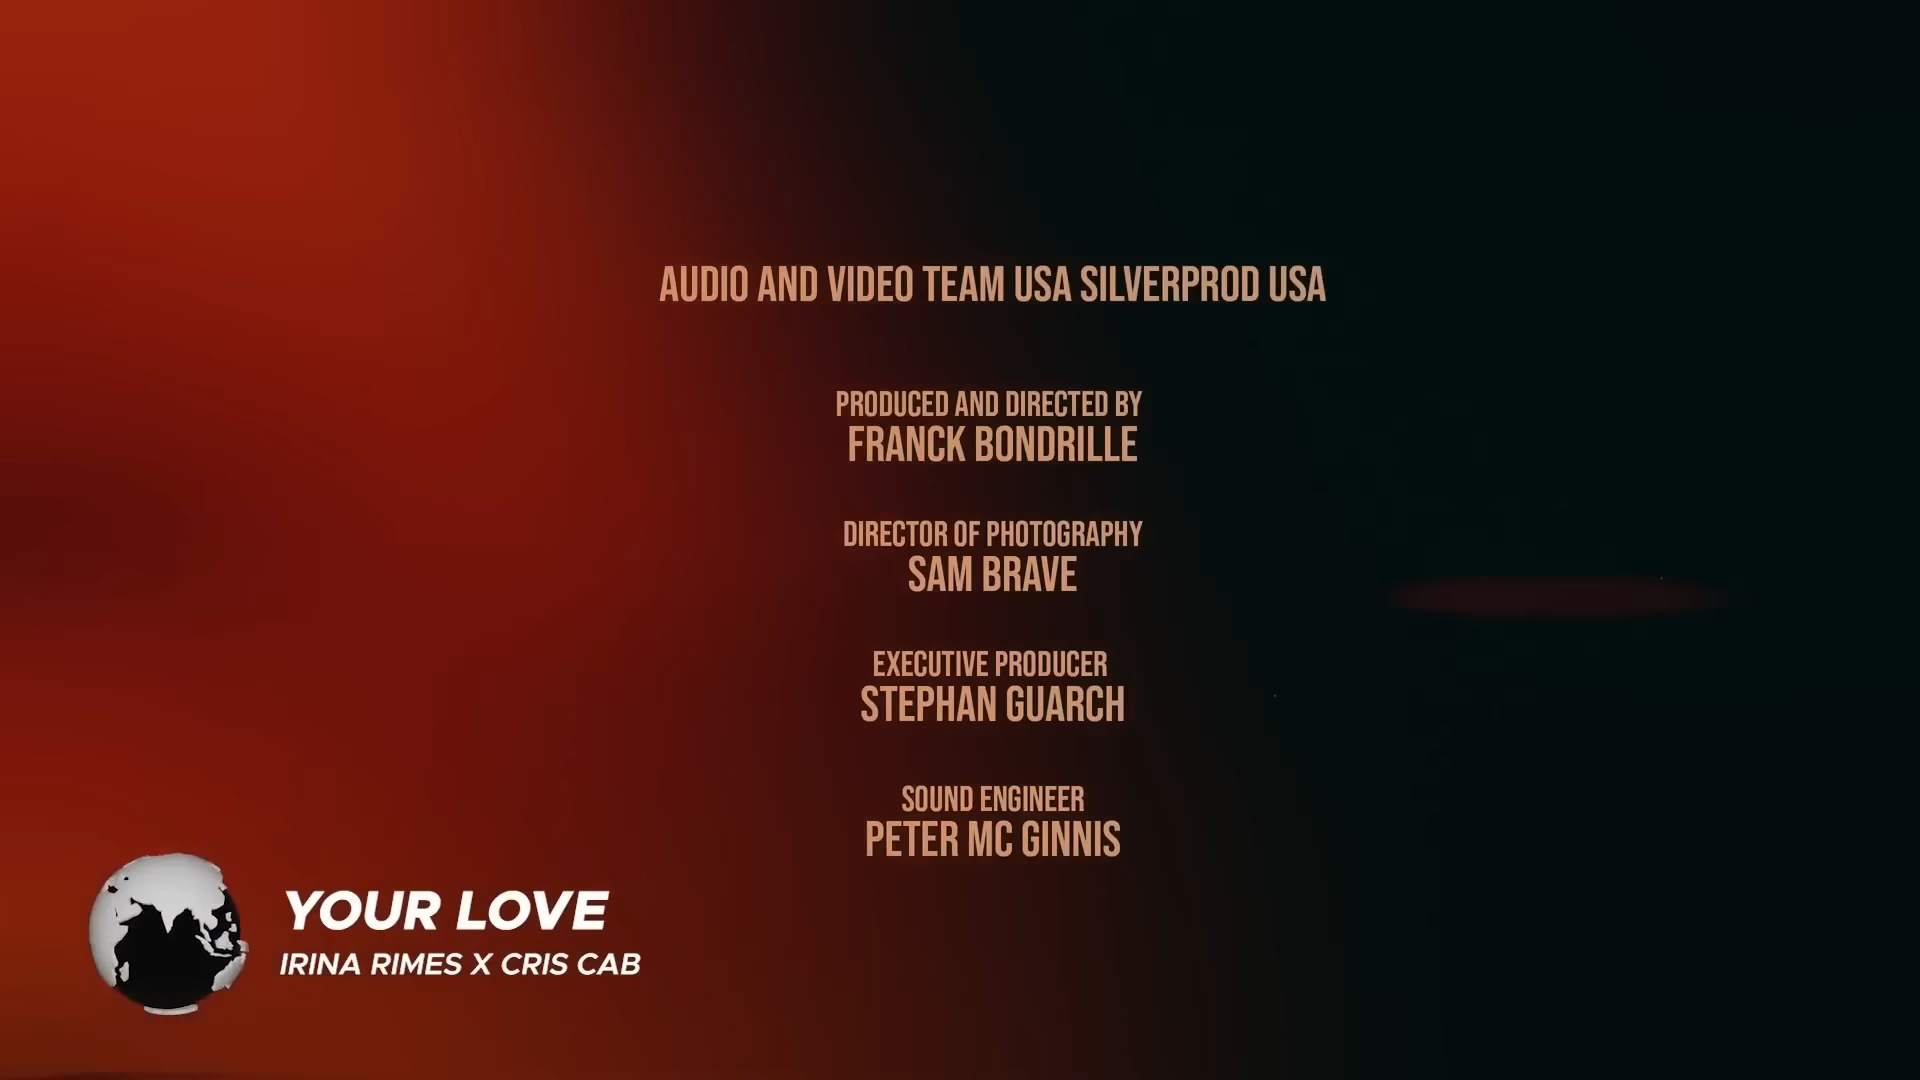 AUDIO AND VIDEO TEAM USA SILVERPROD USA
PRODUCED AND DIRECTED BY
FRANCK BONDRILLE
DIRECTOR OF PHOTOGRAPHY
SAM BRAVE
EXECUTIVE PRODUCER
STEPHAN GUARCH
SOUND ENGINEER
PETER MC GINNIS
YOUR LOVE
IRINA RIMES X CRIS CAB